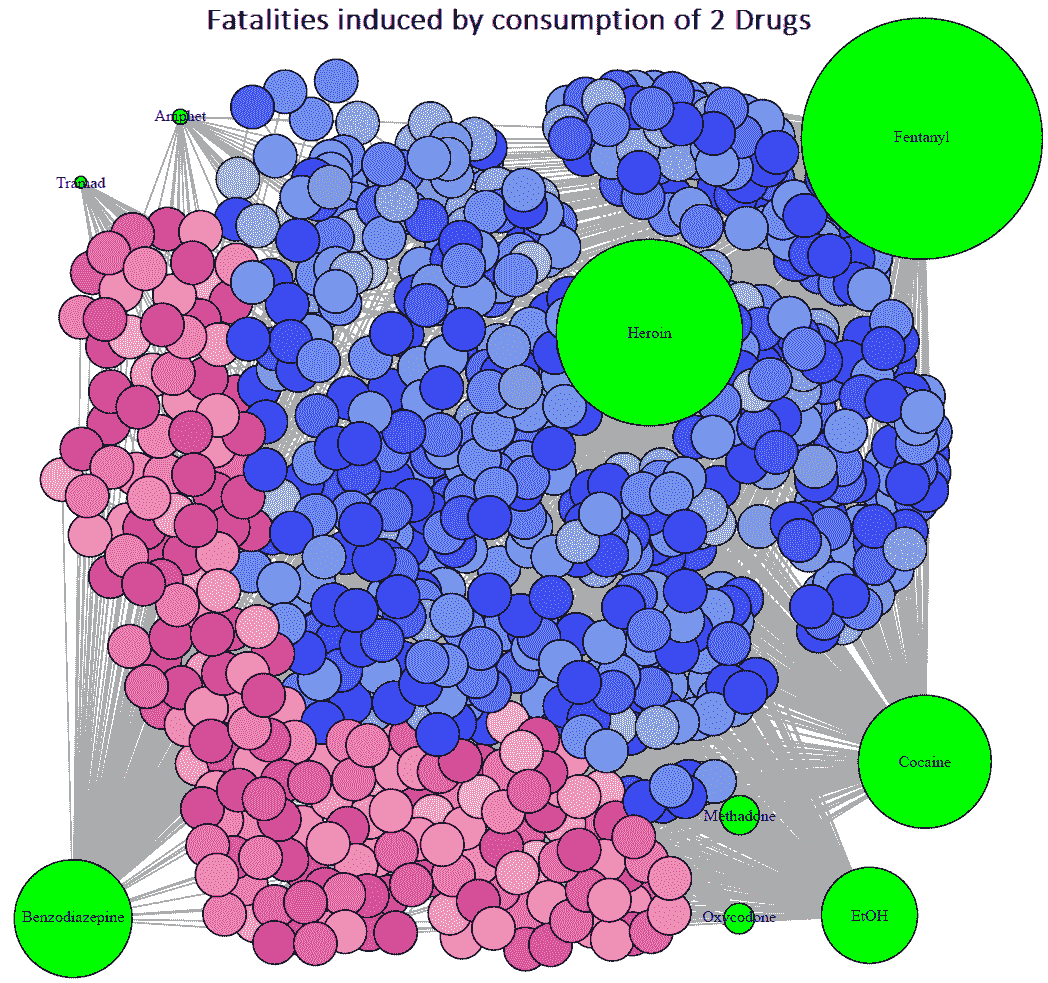 Fatalities induced by consumption of 2 Drugs
Amphet
Fentanyl
Tramad
Heroin
Cocaine
Methadone
Benzodiazepine
Oxycodone
EtOH